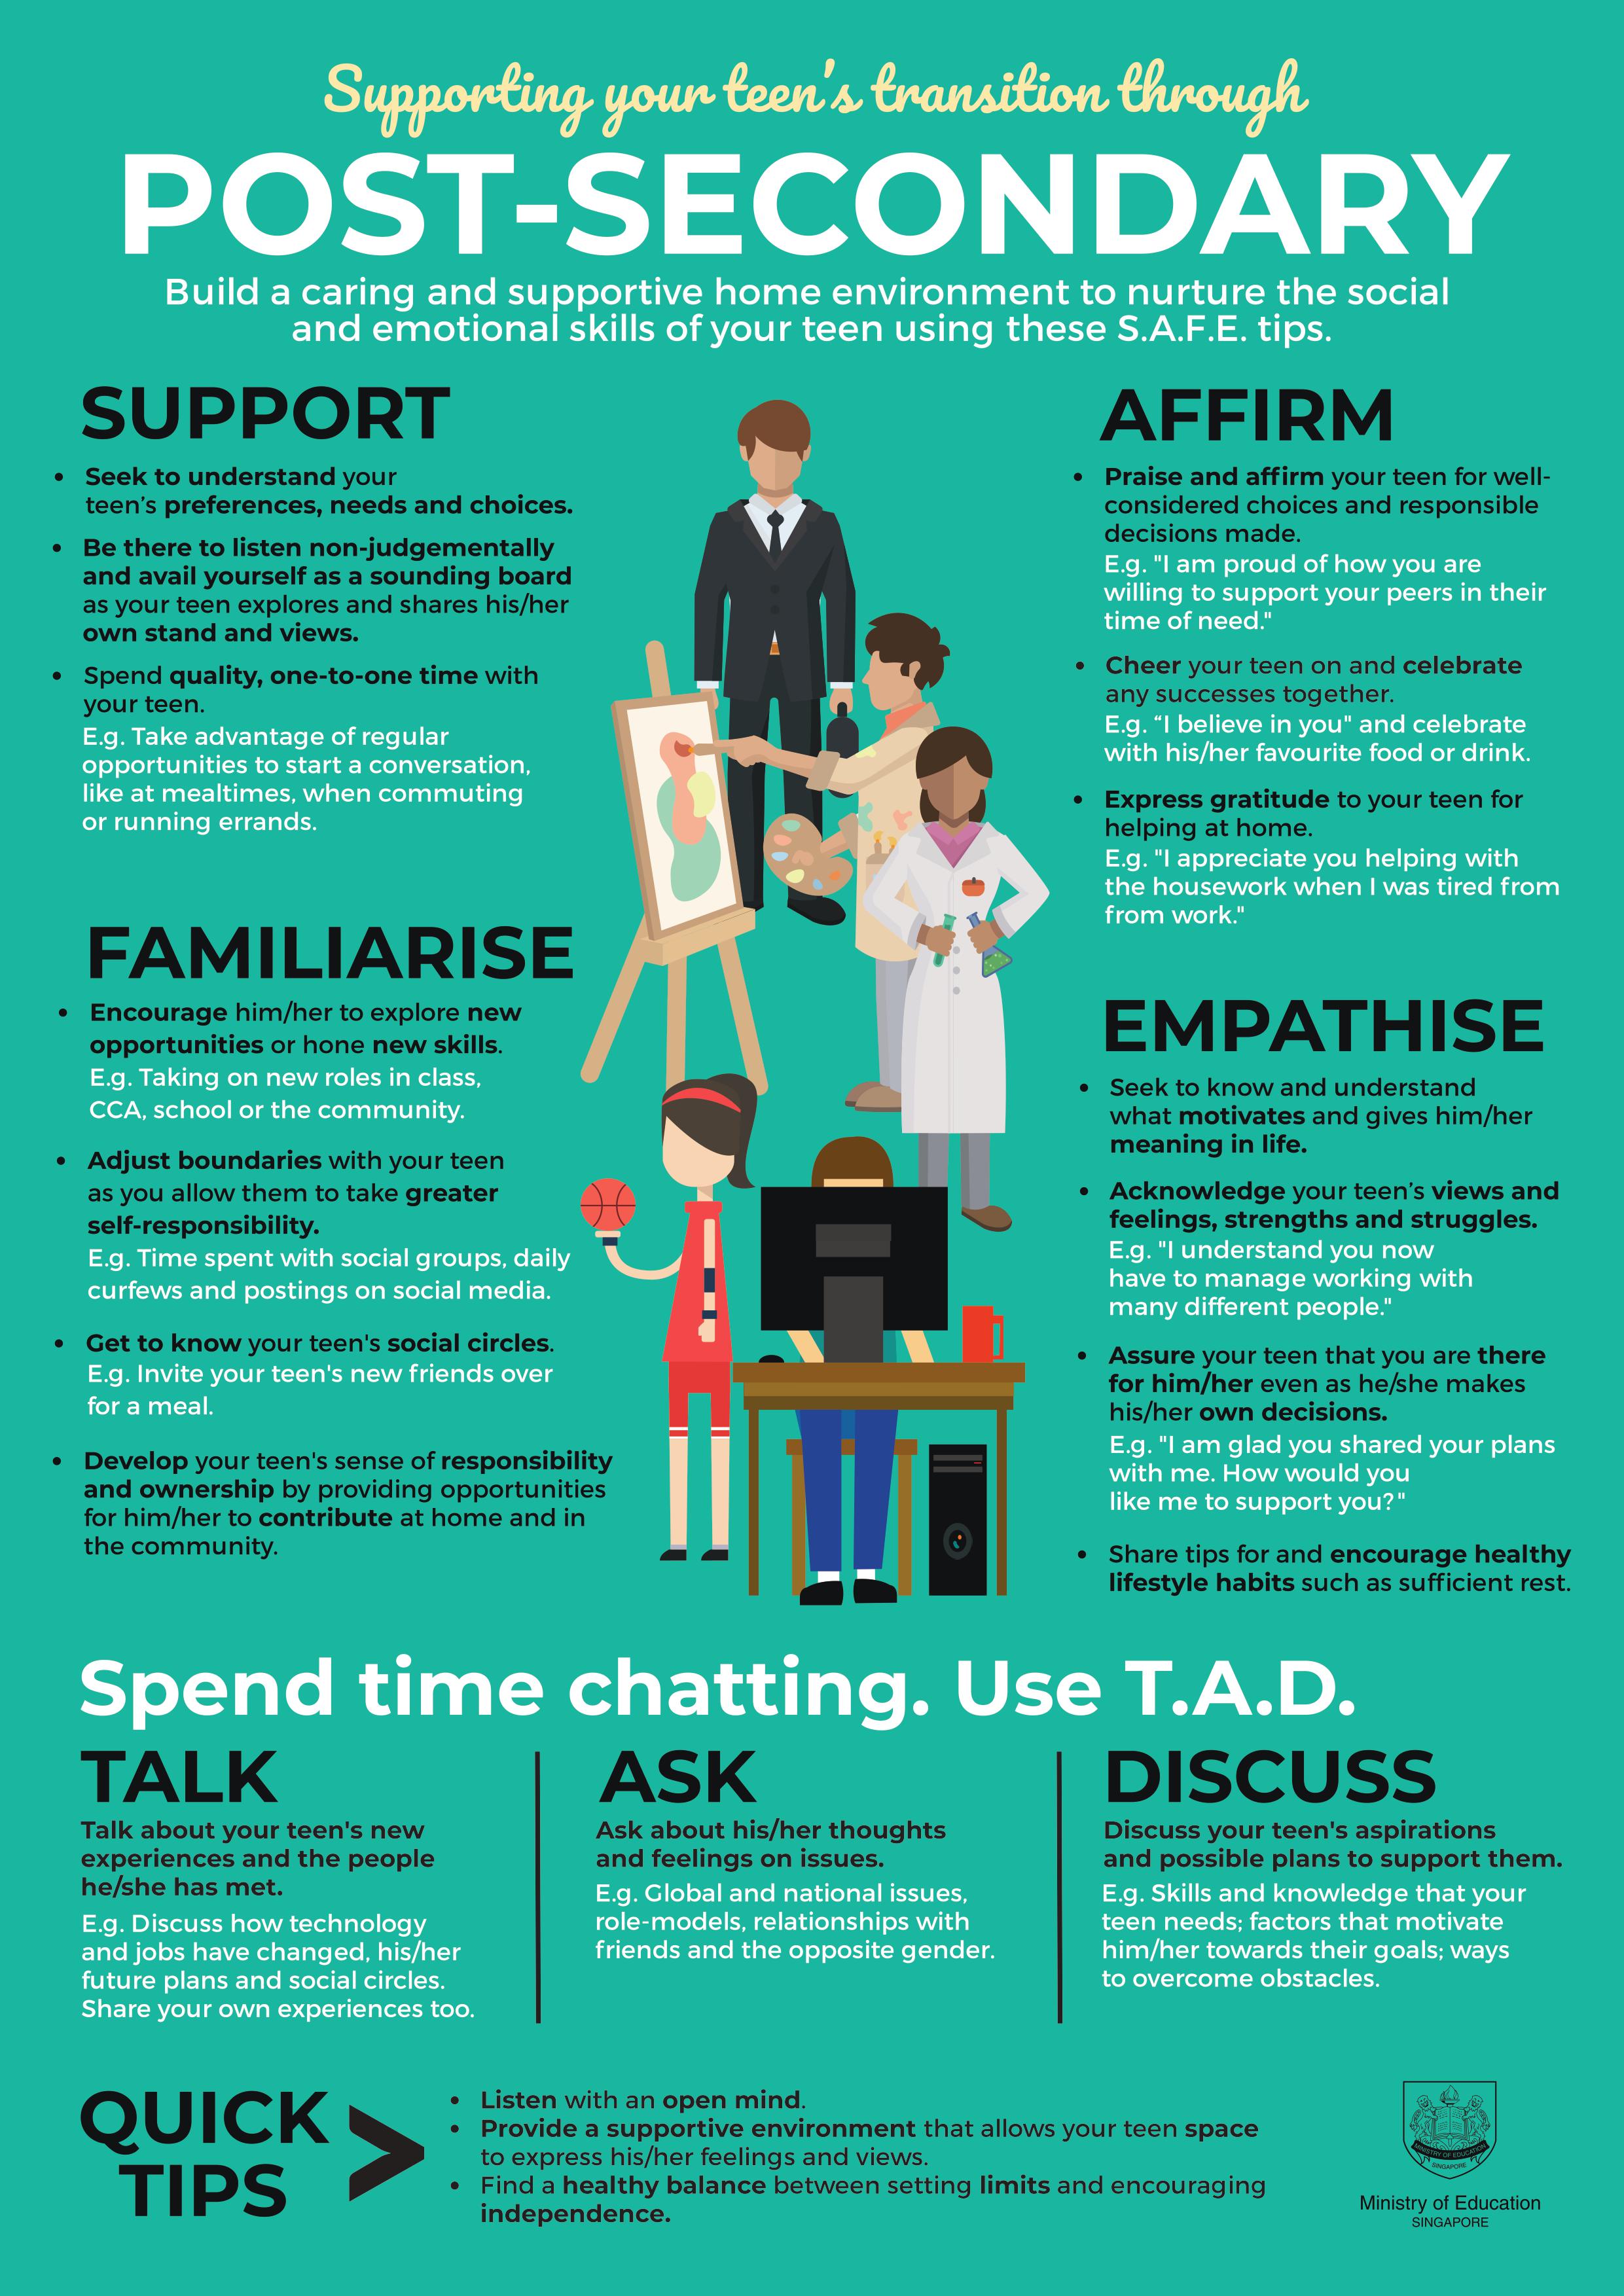 Supporting your teen's transition through
POST-SECONDARY
Build a caring and supportive home environment to nurture the social
and emotional skills of your teen using these S.A.F.E. tips.
SUPPORT
• Seek to understand your
teen's preferences, needs and choices.
• Be there to listen non-judgementally
and avail yourself as a sounding board
as your teen explores and shares his/her
own stand and views.
• Spend quality, one-to-one time with
your teen.
E.g. Take advantage of regular
opportunities to start a conversation,
like at mealtimes, when commuting
or running errands.
AFFIRM
• Praise and affirm your teen for well-
considered choices and responsible
decisions made.
E.g. "I am proud of how you are
willing to support your peers in their
time of need."
• Cheer your teen on and celebrate
any successes together.
E.g. “I believe in you" and celebrate
with his/her favourite food or drink.
• Express gratitude to your teen for
helping at home.
E.g. "I appreciate you helping with
the housework when I was tired from
from work."
FAMILIARISE
• Encourage him/her to explore new
opportunities or hone new skills.
E.g. Taking on new roles in class,
CCA, school or the community.
• Adjust boundaries with your teen
as you allow them to take greater
self-responsibility.
E.g. Time spent with social groups, daily
curfews and postings on social media.
• Get to know your teen's social circles.
E.g. Invite your teen's new friends over
for a meal.
• Develop your teen's sense of responsibility
and ownership by providing opportunities
for him/her to contribute at home and in
the community.
EMPATHISE
• Seek to know and understand
what motivates and gives him/her
meaning in life.
• Acknowledge your teen's views and
feelings, strengths and struggles.
E.g. "I understand you now
have to manage working with
many different people."
• Assure your teen that you are there
for him/her even as he/she makes
his/her own decisions.
E.g. "I am glad you shared your plans
with me. How would you
like me to support you?"
• Share tips for and encourage healthy
lifestyle habits such as sufficient rest.
Spend time chatting. Use T.A.D.
TALK
Talk about your teen's new
experiences and the people
he/she has met.
E.g. Discuss how technology
and jobs have changed, his/her
future plans and social circles.
Share your own experiences too.
ASK
Ask about his/her thoughts
and feelings on issues.
E.g. Global and national issues,
role-models, relationships with
friends and the opposite gender.
DISCUSS
Discuss your teen's aspirations
and possible plans to support them.
E.g. Skills and knowledge that your
teen needs; factors that motivate
him/her towards their goals; ways
to overcome obstacles.
QUICK
TIPS
• Listen with an open mind.
• Provide a supportive environment that allows your teen space
to express his/her feelings and views.
• Find a healthy balance between setting limits and encouraging
independence.
MINISTRY OF EDUCATION
SINGAPORE
Ministry of Education
SINGAPORE